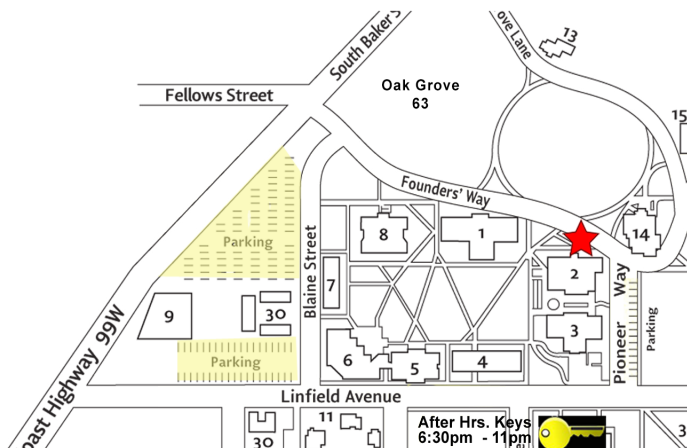 South Baker S
ove Lane
13
Fellows Street
Oak Grove
63
15
Founders' Way
Parking
Blaine Street
8
1
14
2
7
Pioneer Way
Parking
9
30
3
oast Highway 99W
Parking
6
5
4
Linfield Avenue
11
After Hrs. Keys
6:30pm - 11pm
30
3